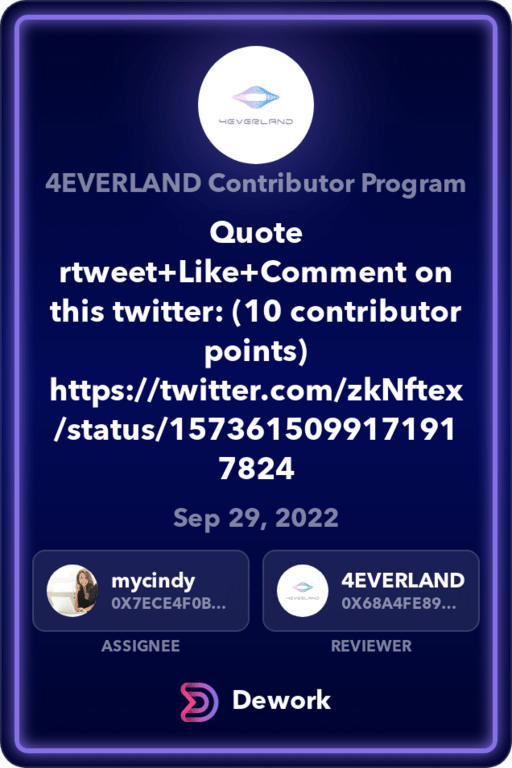 4EVERLAND
4EVERLAND Contributor Program
Quote
rtweet+Like+Comment on
this twitter: (10 contributor
points)
https://twitter.com/zkNftex
/status/157361509917191
7824
Sep 29, 2022
mycindy
0X7ECE4F0B...
ASSIGNEE
4EVERLAND
4EVERLAND
0X68A4FE89...
REVIEWER
Dework